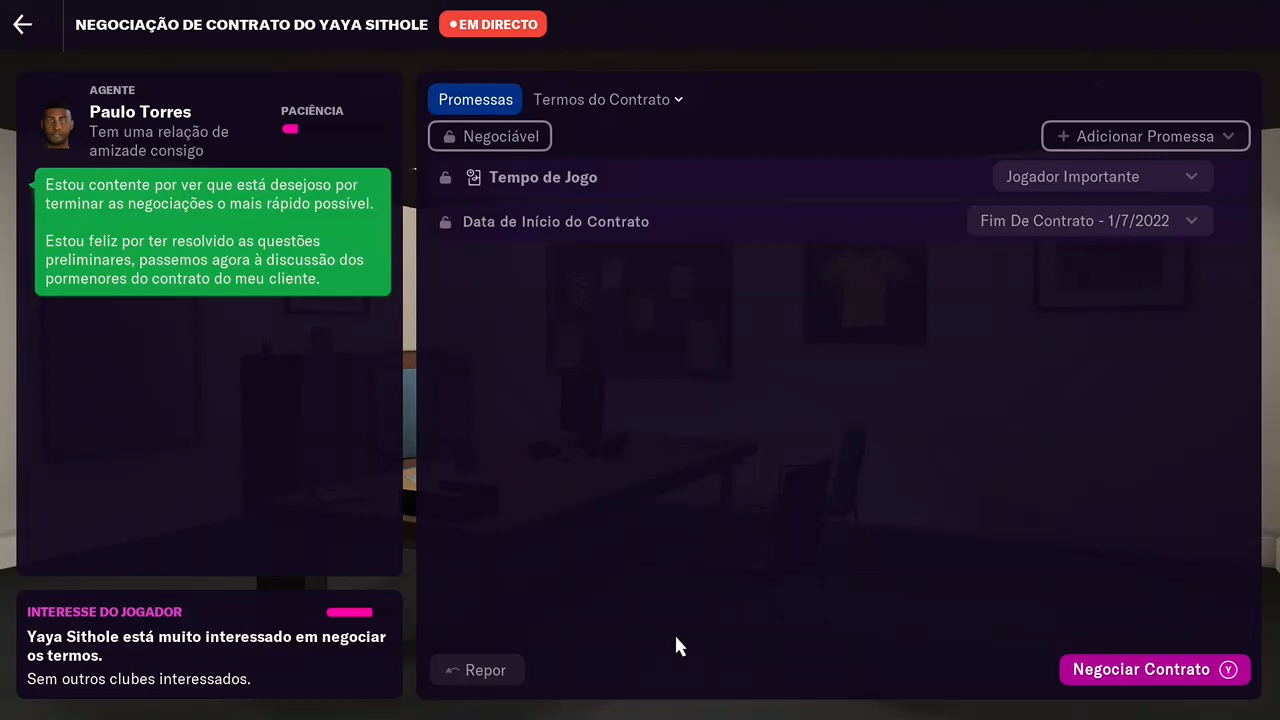 NEGOCIAÇÃO DE CONTRATO DO YAYA SITHOLE
EM DIRECTO
AGENTE
Paulo Torres
Tem uma relação de
amizade consigo
PACIÊNCIA
Estou contente por ver que está desejoso por
terminar as negociações o mais rápido possível.
Estou feliz por ter resolvido as questões
preliminares, passemos agora à discussão dos
pormenores do contrato do meu cliente.
INTERESSE DO JOGADOR
Yaya Sithole está muito interessado em negociar
os termos.
Sem outros clubes interessados.
Promessas
Termos do Contrato
Negociável
+ Adicionar Promessa
Tempo de Jogo
Jogador Importante
Data de Início do Contrato
Fim De Contrato - 1/7/2022
Repor
Negociar Contrato Y